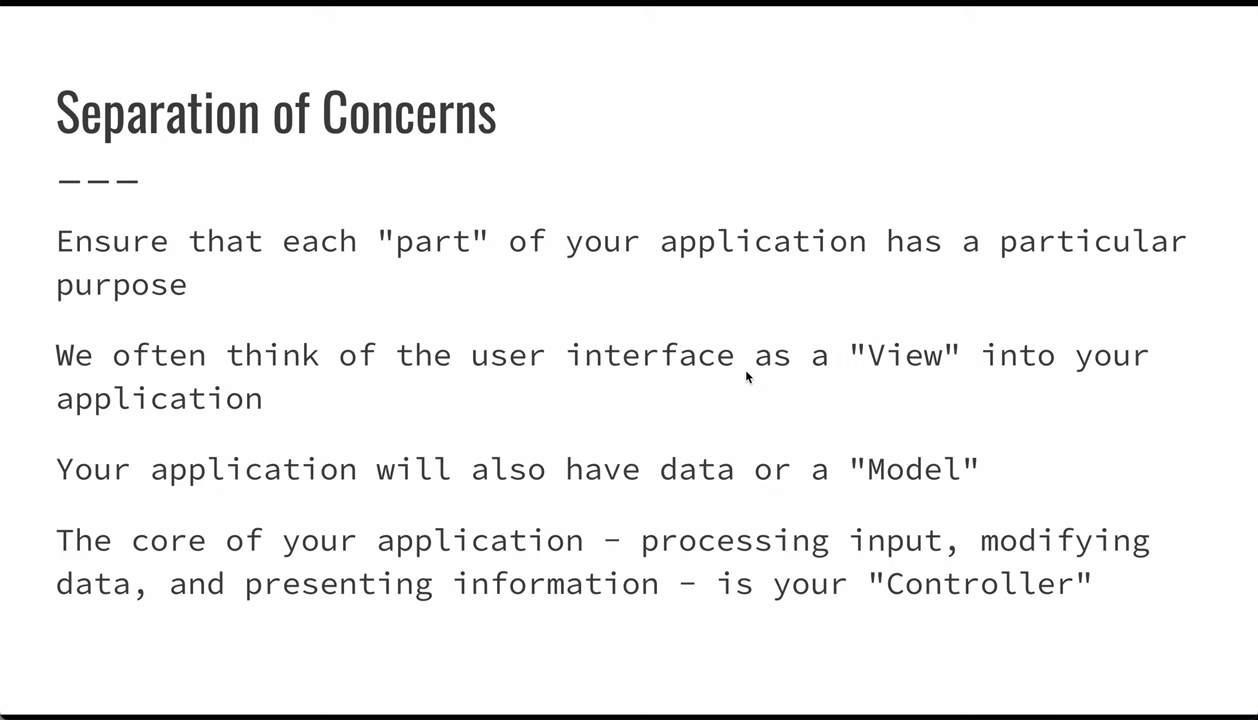 Separation of Concerns
———
Ensure that each "part" of your application has a particular
purpose
We often think of the user interface as a "View" into your
application
Your application will also have data or a "Model"
The core of your application - processing input, modifying
data, and presenting information - is your "Controller"